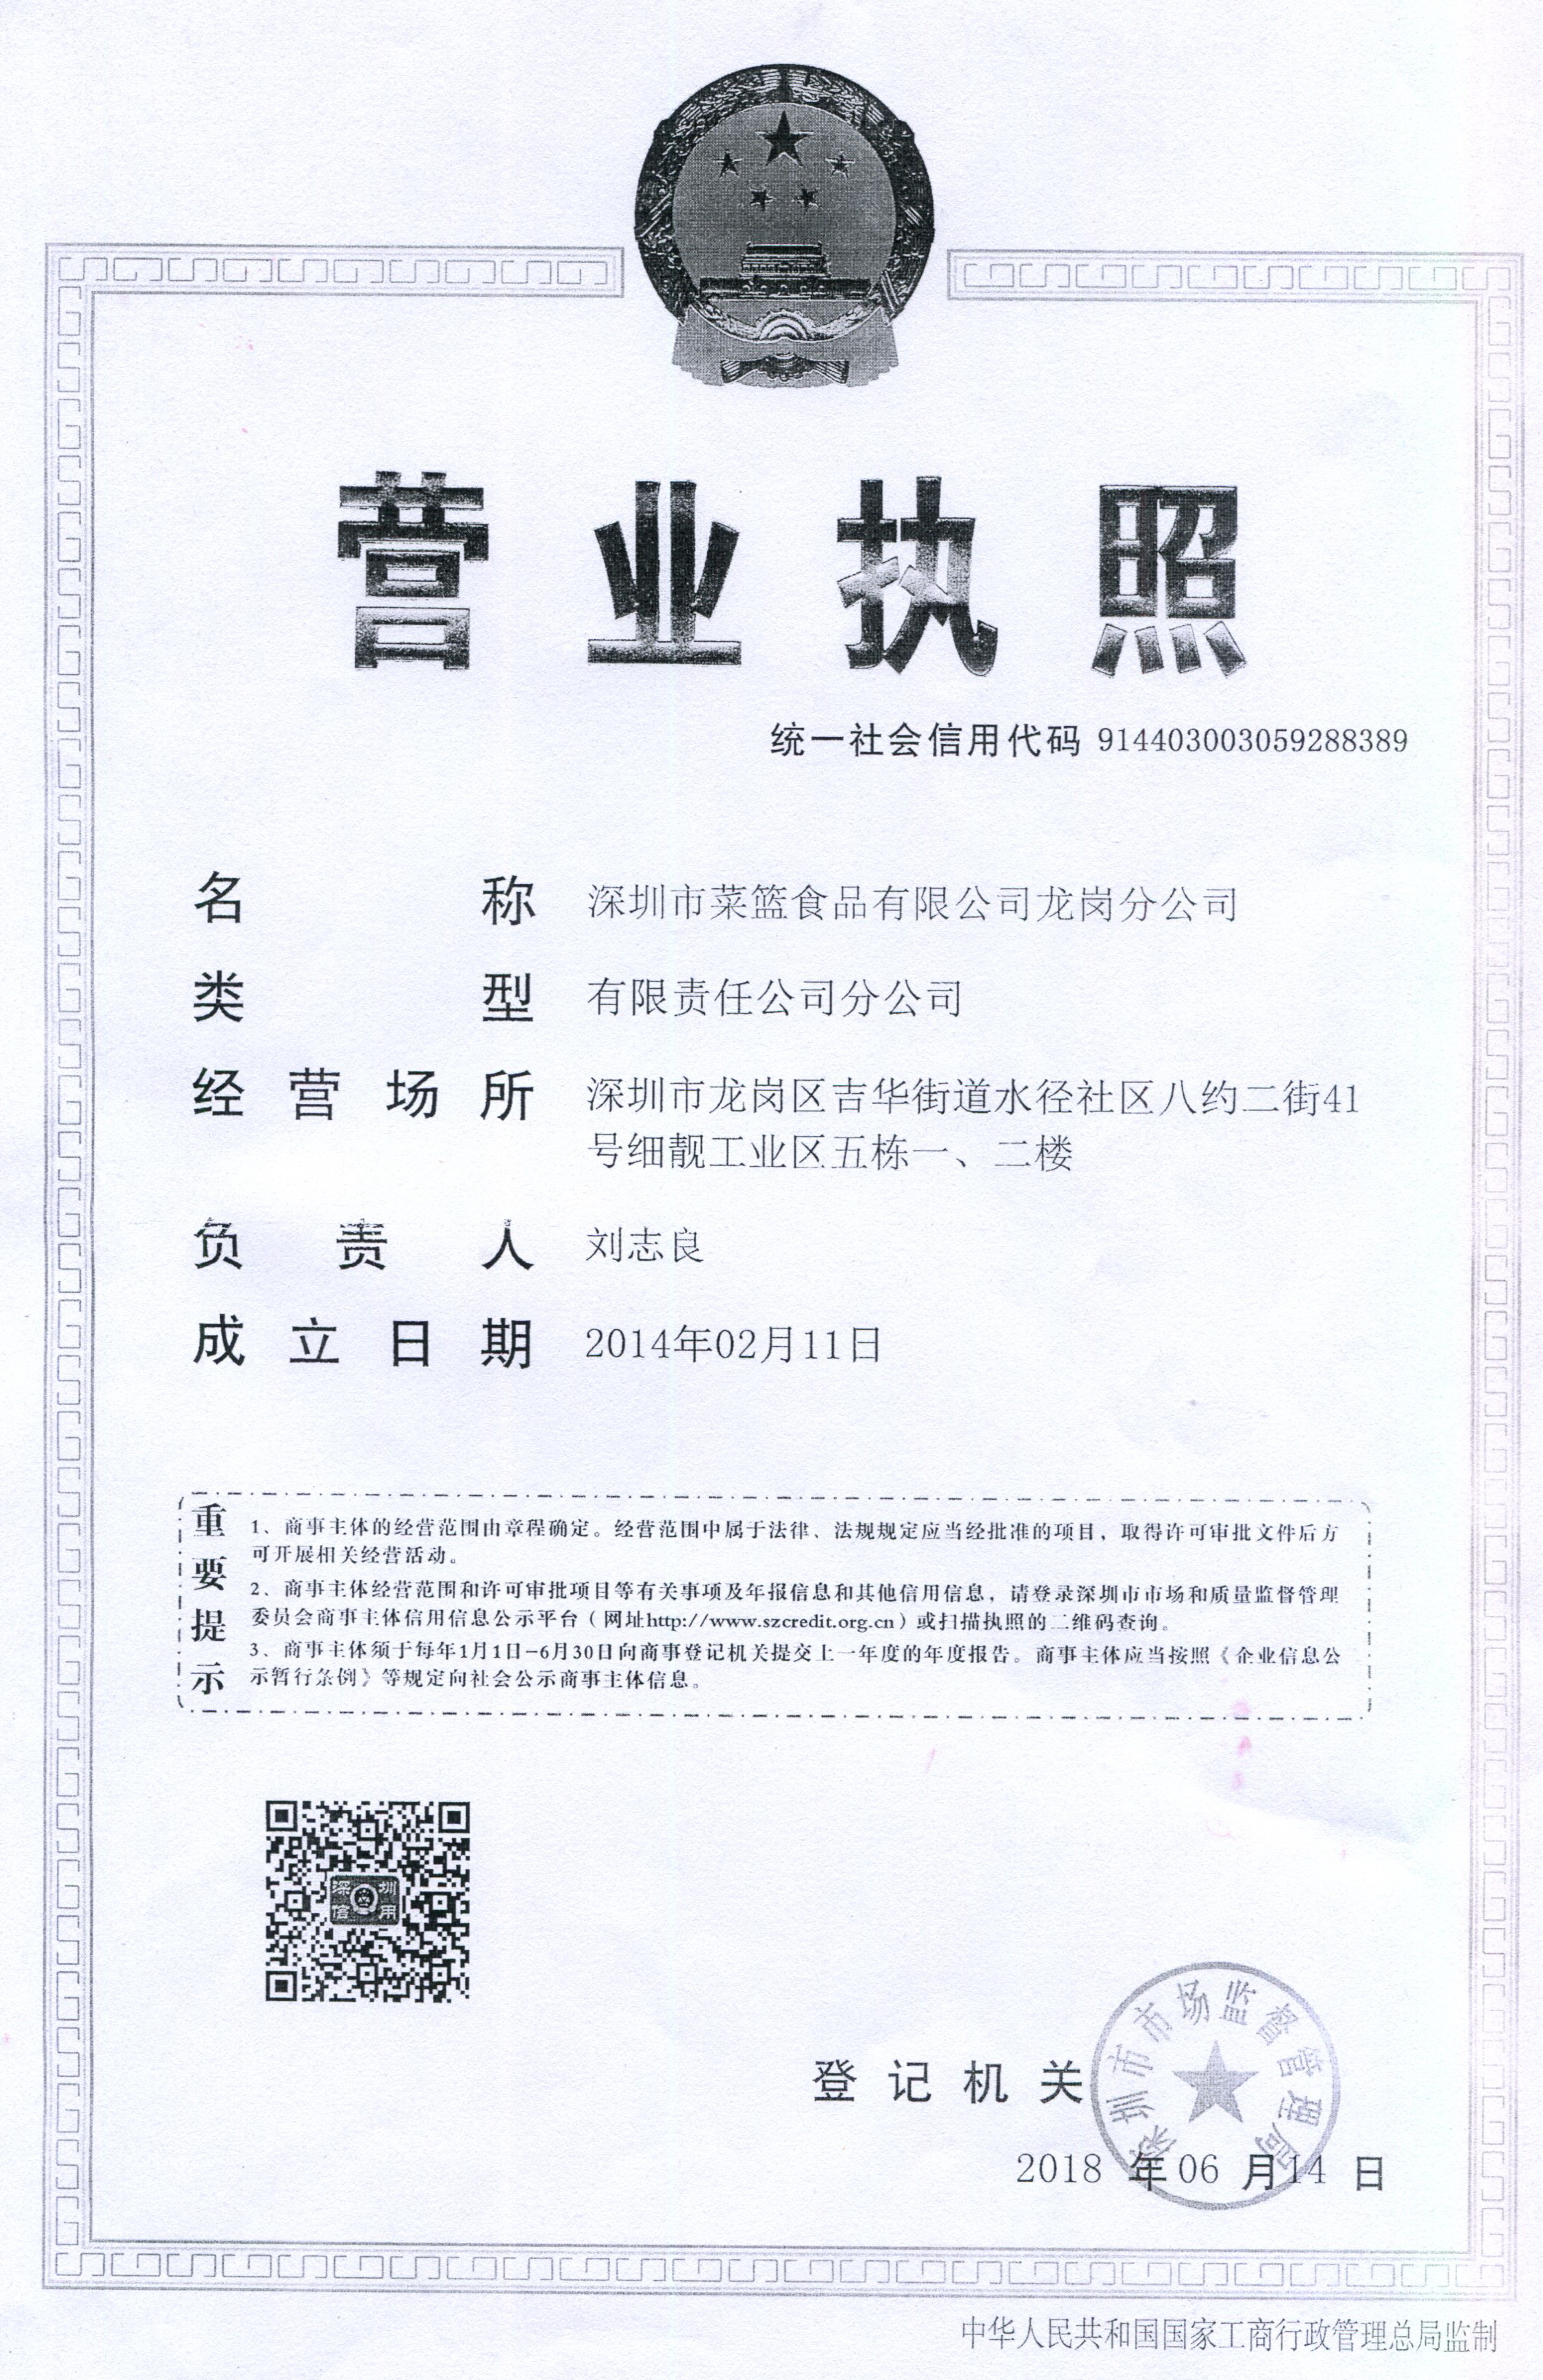 营业执照
统一社会信用代码 914403003059288389
名称 深圳市菜篮食品有限公司龙岗分公司
类型 有限责任公司分公司
经营场所 深圳市龙岗区吉华街道水径社区八约二街41
号细靓工业区五栋一、二楼
负责人 刘志良
成立日期 2014年02月11日
重要提示
1、商事主体的经营范围由章程确定。经营范围中属于法律、法规规定应当经批准的项目，取得许可审批文件后方
可开展相关经营活动。
2、商事主体经营范围和许可审批项目等有关事项及年报信息和其他信用信息，请登录深圳市市场和质量监督管理
委员会商事主体信用信息公示平台（网址http://www.szcredit.org.cn）或扫描执照的二维码查询。
3、商事主体须于每年1月1日-6月30日向商事登记机关提交上一年度的年度报告。商事主体应当按照《企业信息公
示暂行条例》等规定向社会公示商事主体信息。
深圳
信用
登记机关
深圳市市场监督管理局
2018 年 06 月 14 日
中华人民共和国国家工商行政管理总局监制